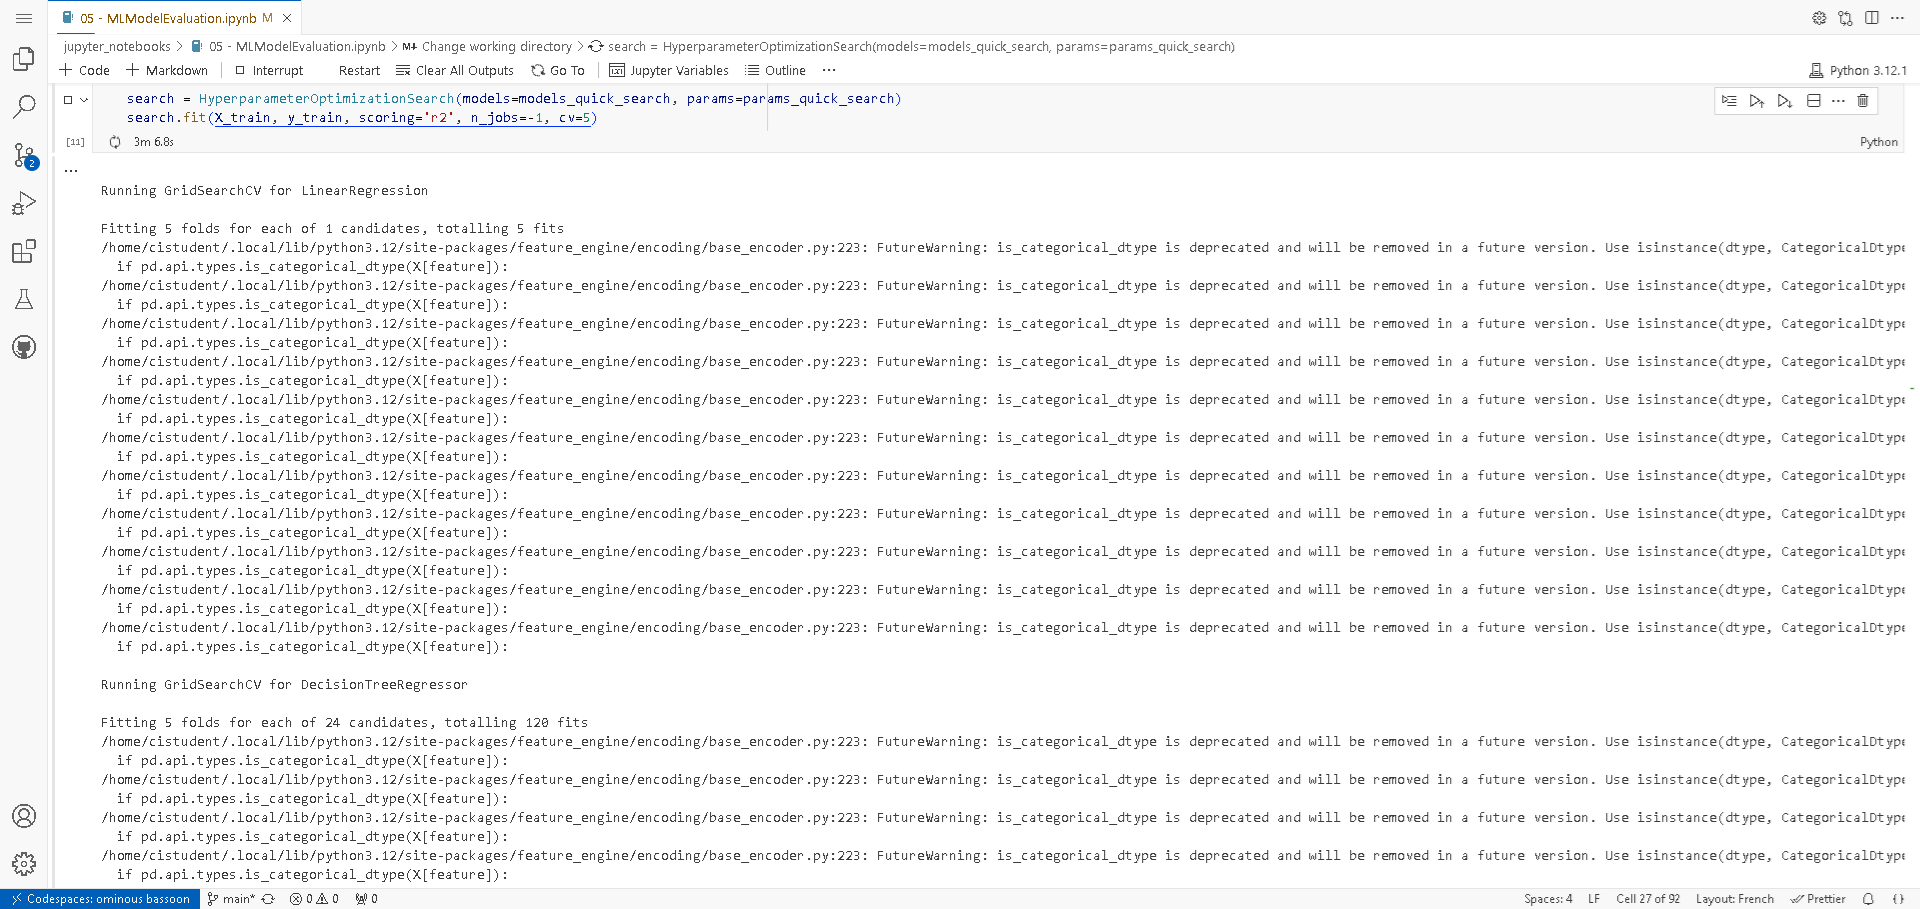 05 - MLModelEvaluation.ipynb M
jupyter_notebooks > 05 - MLModelEvaluation.ipynb > M↓ Change working directory > search = HyperparameterOptimizationSearch(models=models_quick_search, params=params_quick_search)
+ Code + Markdown Interrupt Restart Clear All Outputs Go To Jupyter Variables Outline ... Python 3.12.1
search = HyperparameterOptimizationSearch(models=models_quick_search, params=params_quick_search)
search.fit(X_train, y_train, scoring='r2', n_jobs=-1, cv=5)
[11] 3m 6.8s Python
...
Running GridSearchCV for LinearRegression
Fitting 5 folds for each of 1 candidates, totalling 5 fits
/home/cistudent/.local/lib/python3.12/site-packages/feature_engine/encoding/base_encoder.py:223: FutureWarning: is_categorical_dtype is deprecated and will be removed in a future version. Use isinstance(dtype, CategoricalDtype
if pd.api.types.is_categorical_dtype(X[feature]):
/home/cistudent/.local/lib/python3.12/site-packages/feature_engine/encoding/base_encoder.py:223: FutureWarning: is_categorical_dtype is deprecated and will be removed in a future version. Use isinstance(dtype, CategoricalDtype
if pd.api.types.is_categorical_dtype(X[feature]):
/home/cistudent/.local/lib/python3.12/site-packages/feature_engine/encoding/base_encoder.py:223: FutureWarning: is_categorical_dtype is deprecated and will be removed in a future version. Use isinstance(dtype, CategoricalDtype
if pd.api.types.is_categorical_dtype(X[feature]):
/home/cistudent/.local/lib/python3.12/site-packages/feature_engine/encoding/base_encoder.py:223: FutureWarning: is_categorical_dtype is deprecated and will be removed in a future version. Use isinstance(dtype, CategoricalDtype
if pd.api.types.is_categorical_dtype(X[feature]):
/home/cistudent/.local/lib/python3.12/site-packages/feature_engine/encoding/base_encoder.py:223: FutureWarning: is_categorical_dtype is deprecated and will be removed in a future version. Use isinstance(dtype, CategoricalDtype
if pd.api.types.is_categorical_dtype(X[feature]):
/home/cistudent/.local/lib/python3.12/site-packages/feature_engine/encoding/base_encoder.py:223: FutureWarning: is_categorical_dtype is deprecated and will be removed in a future version. Use isinstance(dtype, CategoricalDtype
if pd.api.types.is_categorical_dtype(X[feature]):
/home/cistudent/.local/lib/python3.12/site-packages/feature_engine/encoding/base_encoder.py:223: FutureWarning: is_categorical_dtype is deprecated and will be removed in a future version. Use isinstance(dtype, CategoricalDtype
if pd.api.types.is_categorical_dtype(X[feature]):
/home/cistudent/.local/lib/python3.12/site-packages/feature_engine/encoding/base_encoder.py:223: FutureWarning: is_categorical_dtype is deprecated and will be removed in a future version. Use isinstance(dtype, CategoricalDtype
if pd.api.types.is_categorical_dtype(X[feature]):
/home/cistudent/.local/lib/python3.12/site-packages/feature_engine/encoding/base_encoder.py:223: FutureWarning: is_categorical_dtype is deprecated and will be removed in a future version. Use isinstance(dtype, CategoricalDtype
if pd.api.types.is_categorical_dtype(X[feature]):
/home/cistudent/.local/lib/python3.12/site-packages/feature_engine/encoding/base_encoder.py:223: FutureWarning: is_categorical_dtype is deprecated and will be removed in a future version. Use isinstance(dtype, CategoricalDtype
if pd.api.types.is_categorical_dtype(X[feature]):
/home/cistudent/.local/lib/python3.12/site-packages/feature_engine/encoding/base_encoder.py:223: FutureWarning: is_categorical_dtype is deprecated and will be removed in a future version. Use isinstance(dtype, CategoricalDtype
if pd.api.types.is_categorical_dtype(X[feature]):
Running GridSearchCV for DecisionTreeRegressor
Fitting 5 folds for each of 24 candidates, totalling 120 fits
/home/cistudent/.local/lib/python3.12/site-packages/feature_engine/encoding/base_encoder.py:223: FutureWarning: is_categorical_dtype is deprecated and will be removed in a future version. Use isinstance(dtype, CategoricalDtype
if pd.api.types.is_categorical_dtype(X[feature]):
/home/cistudent/.local/lib/python3.12/site-packages/feature_engine/encoding/base_encoder.py:223: FutureWarning: is_categorical_dtype is deprecated and will be removed in a future version. Use isinstance(dtype, CategoricalDtype
if pd.api.types.is_categorical_dtype(X[feature]):
/home/cistudent/.local/lib/python3.12/site-packages/feature_engine/encoding/base_encoder.py:223: FutureWarning: is_categorical_dtype is deprecated and will be removed in a future version. Use isinstance(dtype, CategoricalDtype
if pd.api.types.is_categorical_dtype(X[feature]):
/home/cistudent/.local/lib/python3.12/site-packages/feature_engine/encoding/base_encoder.py:223: FutureWarning: is_categorical_dtype is deprecated and will be removed in a future version. Use isinstance(dtype, CategoricalDtype
if pd.api.types.is_categorical_dtype(X[feature]):
2
Codespaces: ominous bassoon main* 0 0 0 Spaces: 4 LF Cell 27 of 92 Layout: French Prettier